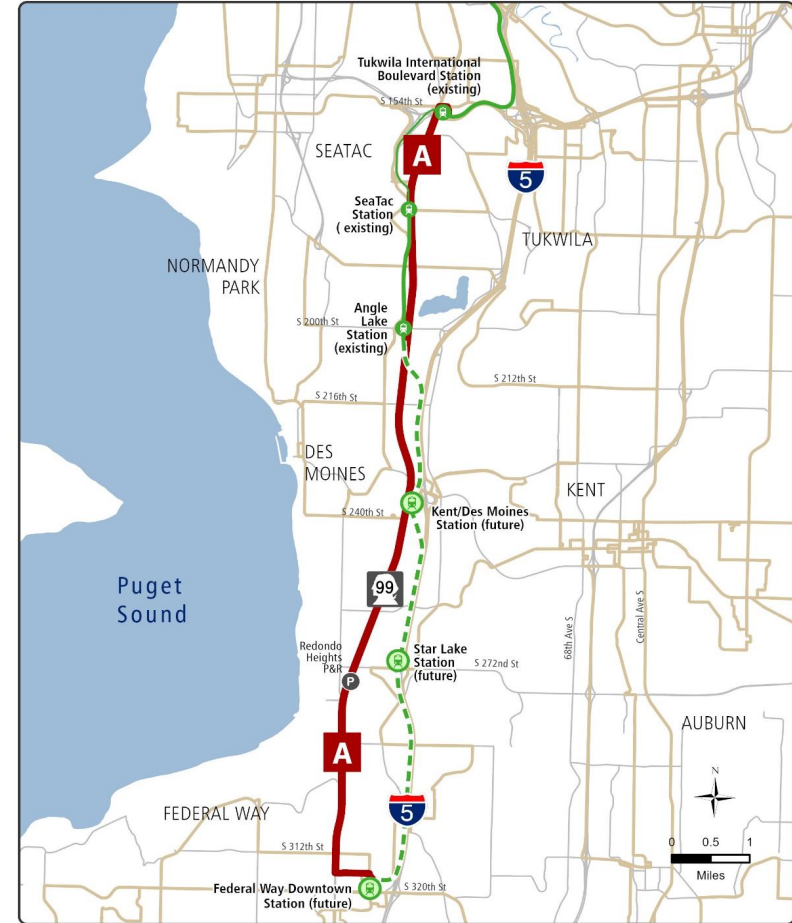 Tukwila International
Boulevard Station
(existing)
S 154th St
A
SEATAC
5
SeaTac
Station
( existing)
TUKWILA
NORMANDY
PARK
Angle
Lake
Station
(existing)
S 200th St
S 212th St
S 216th St
DES
MOINES
KENT
S 240th St
Kent/Des Moines
Station (future)
Puget
Sound
99
68th Ave S
Central Ave S
Redondo
Heights
P&R
P
Star Lake
Station
(future)
S 272nd St
AUBURN
A
N
FEDERAL WAY
5
S 312th St
0 0.5 1
Miles
Federal Way Downtown
Station (future)
S 320th St